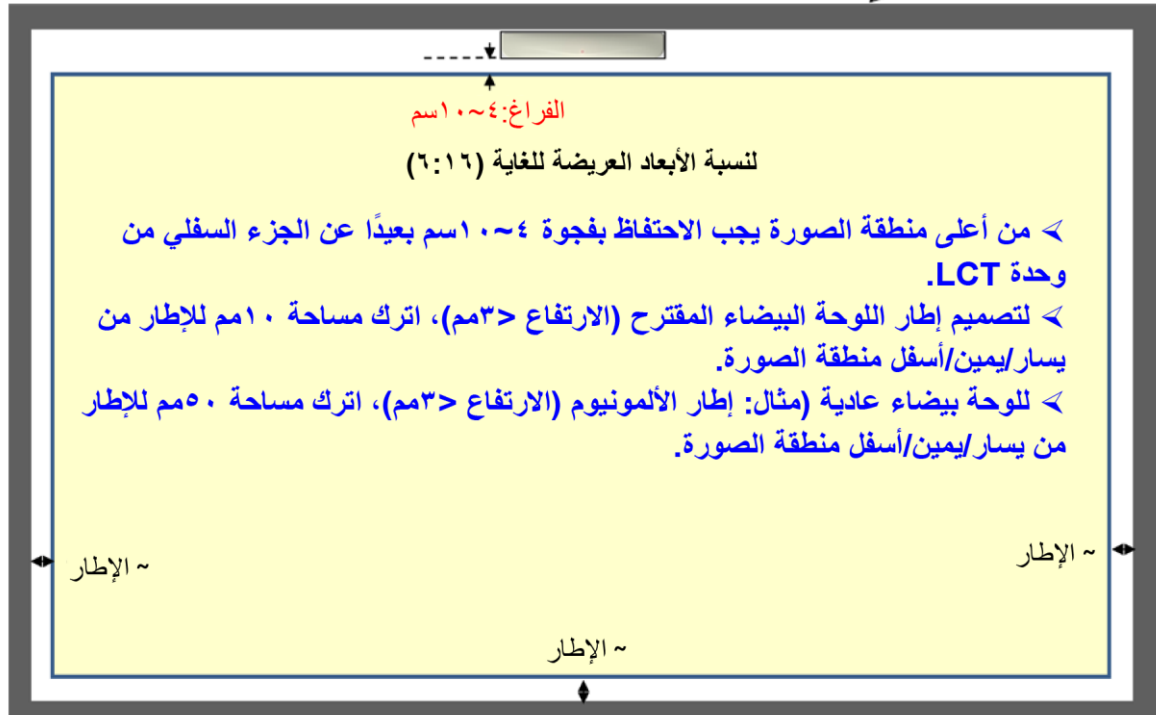 الفراغ:٤~١٠سم
لنسبة الأبعاد العريضة للغاية (٦:١٦)
⮚ من أعلى منطقة الصورة يجب الاحتفاظ بفجوة ٤~١٠سم بعيدًا عن الجزء السفلي من
وحدة LCT.
⮚ لتصميم إطار اللوحة البيضاء المقترح (الارتفاع <٣مم)، اترك مساحة ١٠مم للإطار من
يسار/يمين/أسفل منطقة الصورة.
⮚ للوحة بيضاء عادية (مثال: إطار الألمونيوم (الارتفاع <٣مم)، اترك مساحة ٥٠مم للإطار
من يسار/يمين/أسفل منطقة الصورة.
~ الإطار
~ الإطار
~ الإطار